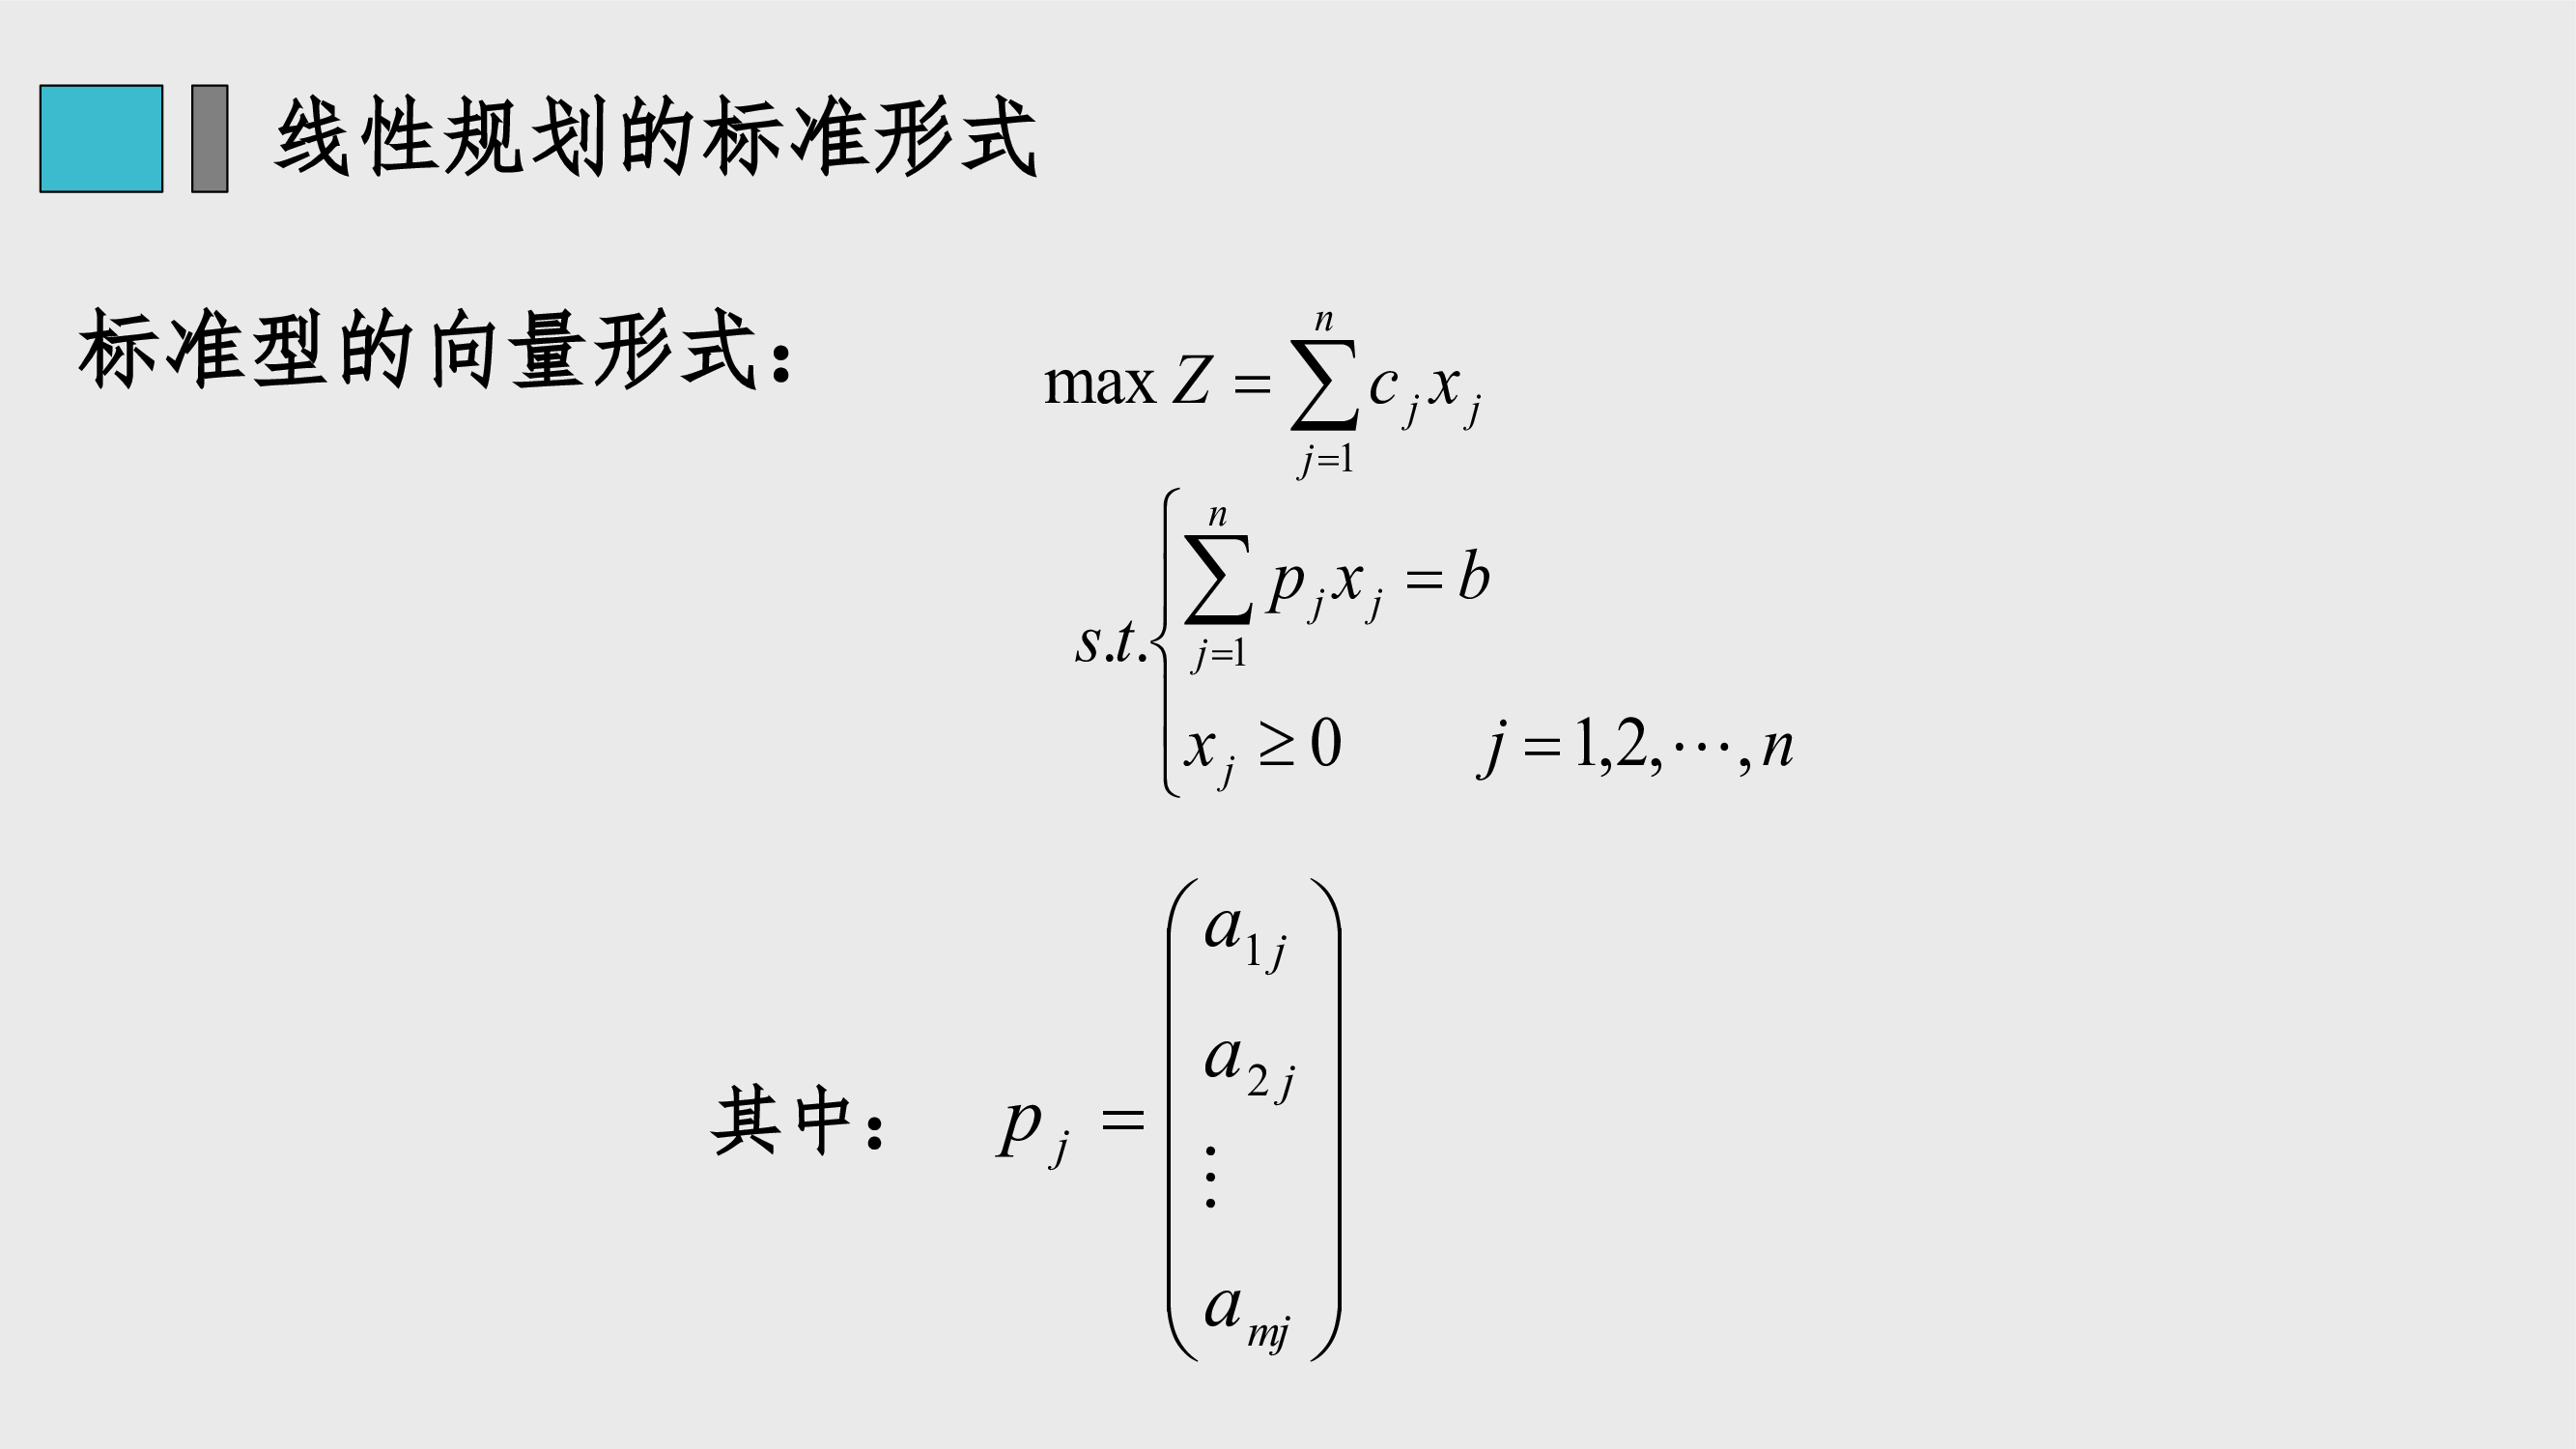 线性规划的标准形式
标准型的向量形式：
$\max Z = \sum_{j=1}^{n} c_j x_j$
$s.t. \begin{cases} \sum_{j=1}^{n} p_j x_j = b \\ x_j \geq 0 \qquad j = 1,2,\cdots,n \end{cases}$
其中： $p_j = \begin{pmatrix} a_{1j} \\ a_{2j} \\ \vdots \\ a_{mj} \end{pmatrix}$